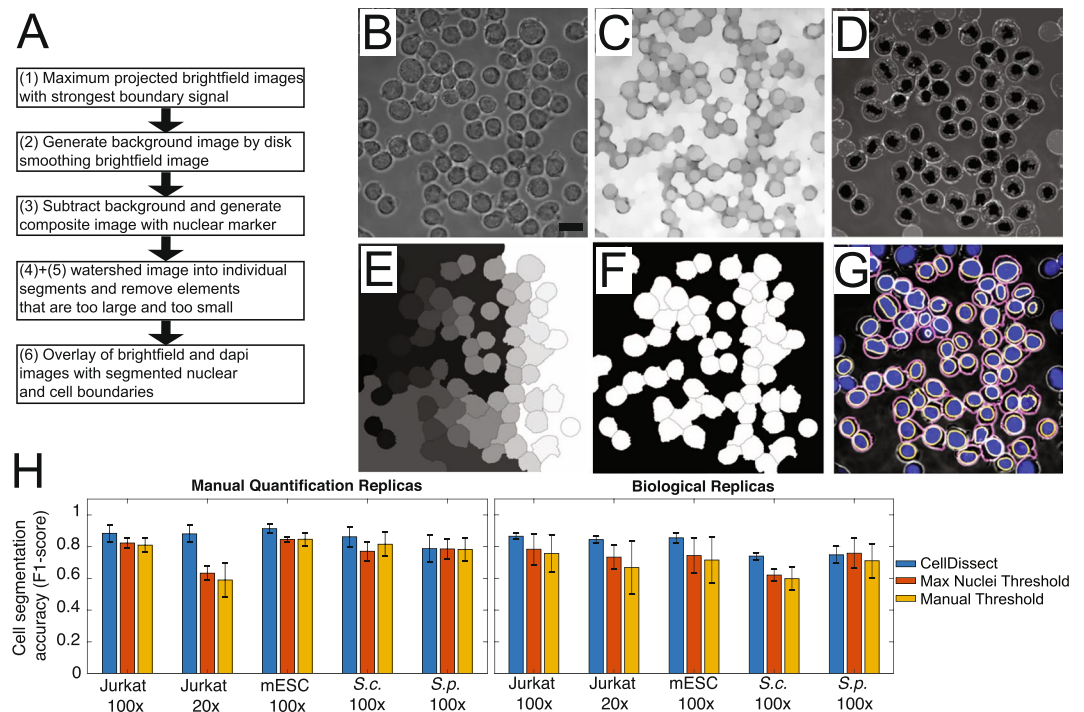 A
(1) Maximum projected brightfield images
with strongest boundary signal
(2) Generate background image by disk
smoothing brightfield image
(3) Subtract background and generate
composite image with nuclear marker
(4)+(5) watershed image into individual
segments and remove elements
that are too large and too small
(6) Overlay of brightfield and dapi
images with segmented nuclear
and cell boundaries
B
C
D
E
F
G
H
Manual Quantification Replicas
Biological Replicas
Cell segmentation
accuracy (F1-score)
1
0.8
0.6
0.4
0.2
0
Jurkat
100x
Jurkat
20x
mESC
100x
S.c.
100x
S.p.
100x
Jurkat
100x
Jurkat
20x
mESC
100x
S.c.
100x
S.p.
100x
CellDissect
Max Nuclei Threshold
Manual Threshold